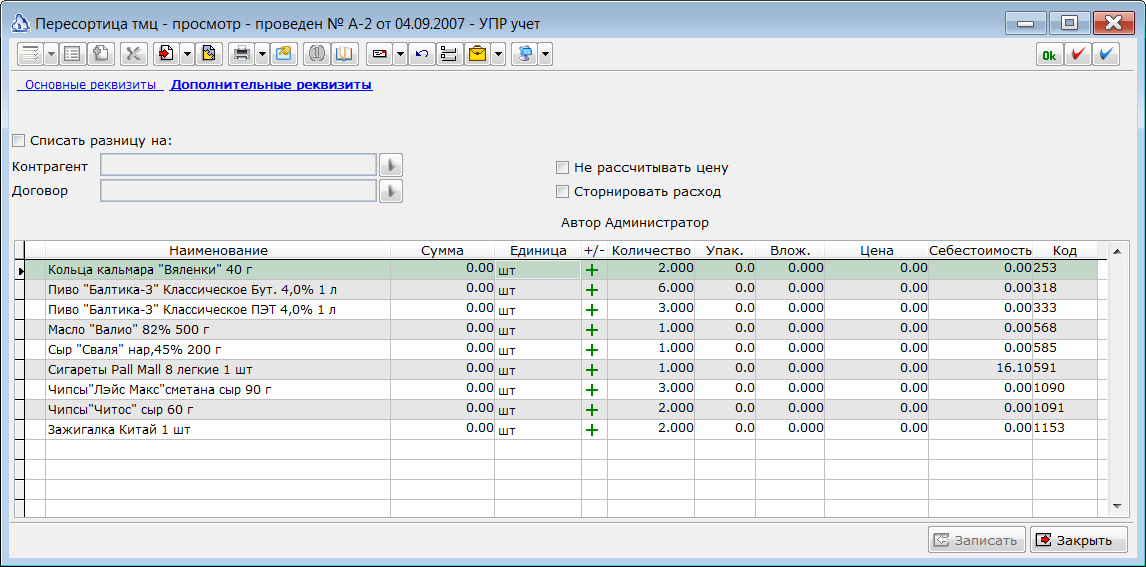 Пересортица тмц - просмотр - проведен № А-2 от 04.09.2007 - УПР учет
Ok
Основные реквизиты Дополнительные реквизиты
Списать разницу на:
Контрагент
Не рассчитывать цену
Договор
Сторнировать расход
Автор Администратор
Наименование Сумма Единица +/- Количество Упак. Влож. Цена Себестоимость Код
Кольца кальмара "Вяленки" 40 г 0.00 шт + 2.000 0.0 0.000 0.00 0.00 253
Пиво "Балтика-3" Классическое Бут. 4,0% 1 л 0.00 шт + 6.000 0.0 0.000 0.00 0.00 318
Пиво "Балтика-3" Классическое ПЭТ 4,0% 1 л 0.00 шт + 3.000 0.0 0.000 0.00 0.00 333
Масло "Валио" 82% 500 г 0.00 шт + 1.000 0.0 0.000 0.00 0.00 568
Сыр "Сваля" нар,45% 200 г 0.00 шт + 1.000 0.0 0.000 0.00 0.00 585
Сигареты Pall Mall 8 легкие 1 шт 0.00 шт + 1.000 0.0 0.000 0.00 16.10 591
Чипсы"Лэйс Макс"сметана сыр 90 г 0.00 шт + 3.000 0.0 0.000 0.00 0.00 1090
Чипсы"Читос" сыр 60 г 0.00 шт + 2.000 0.0 0.000 0.00 0.00 1091
Зажигалка Китай 1 шт 0.00 шт + 2.000 0.0 0.000 0.00 0.00 1153
Записать Закрыть